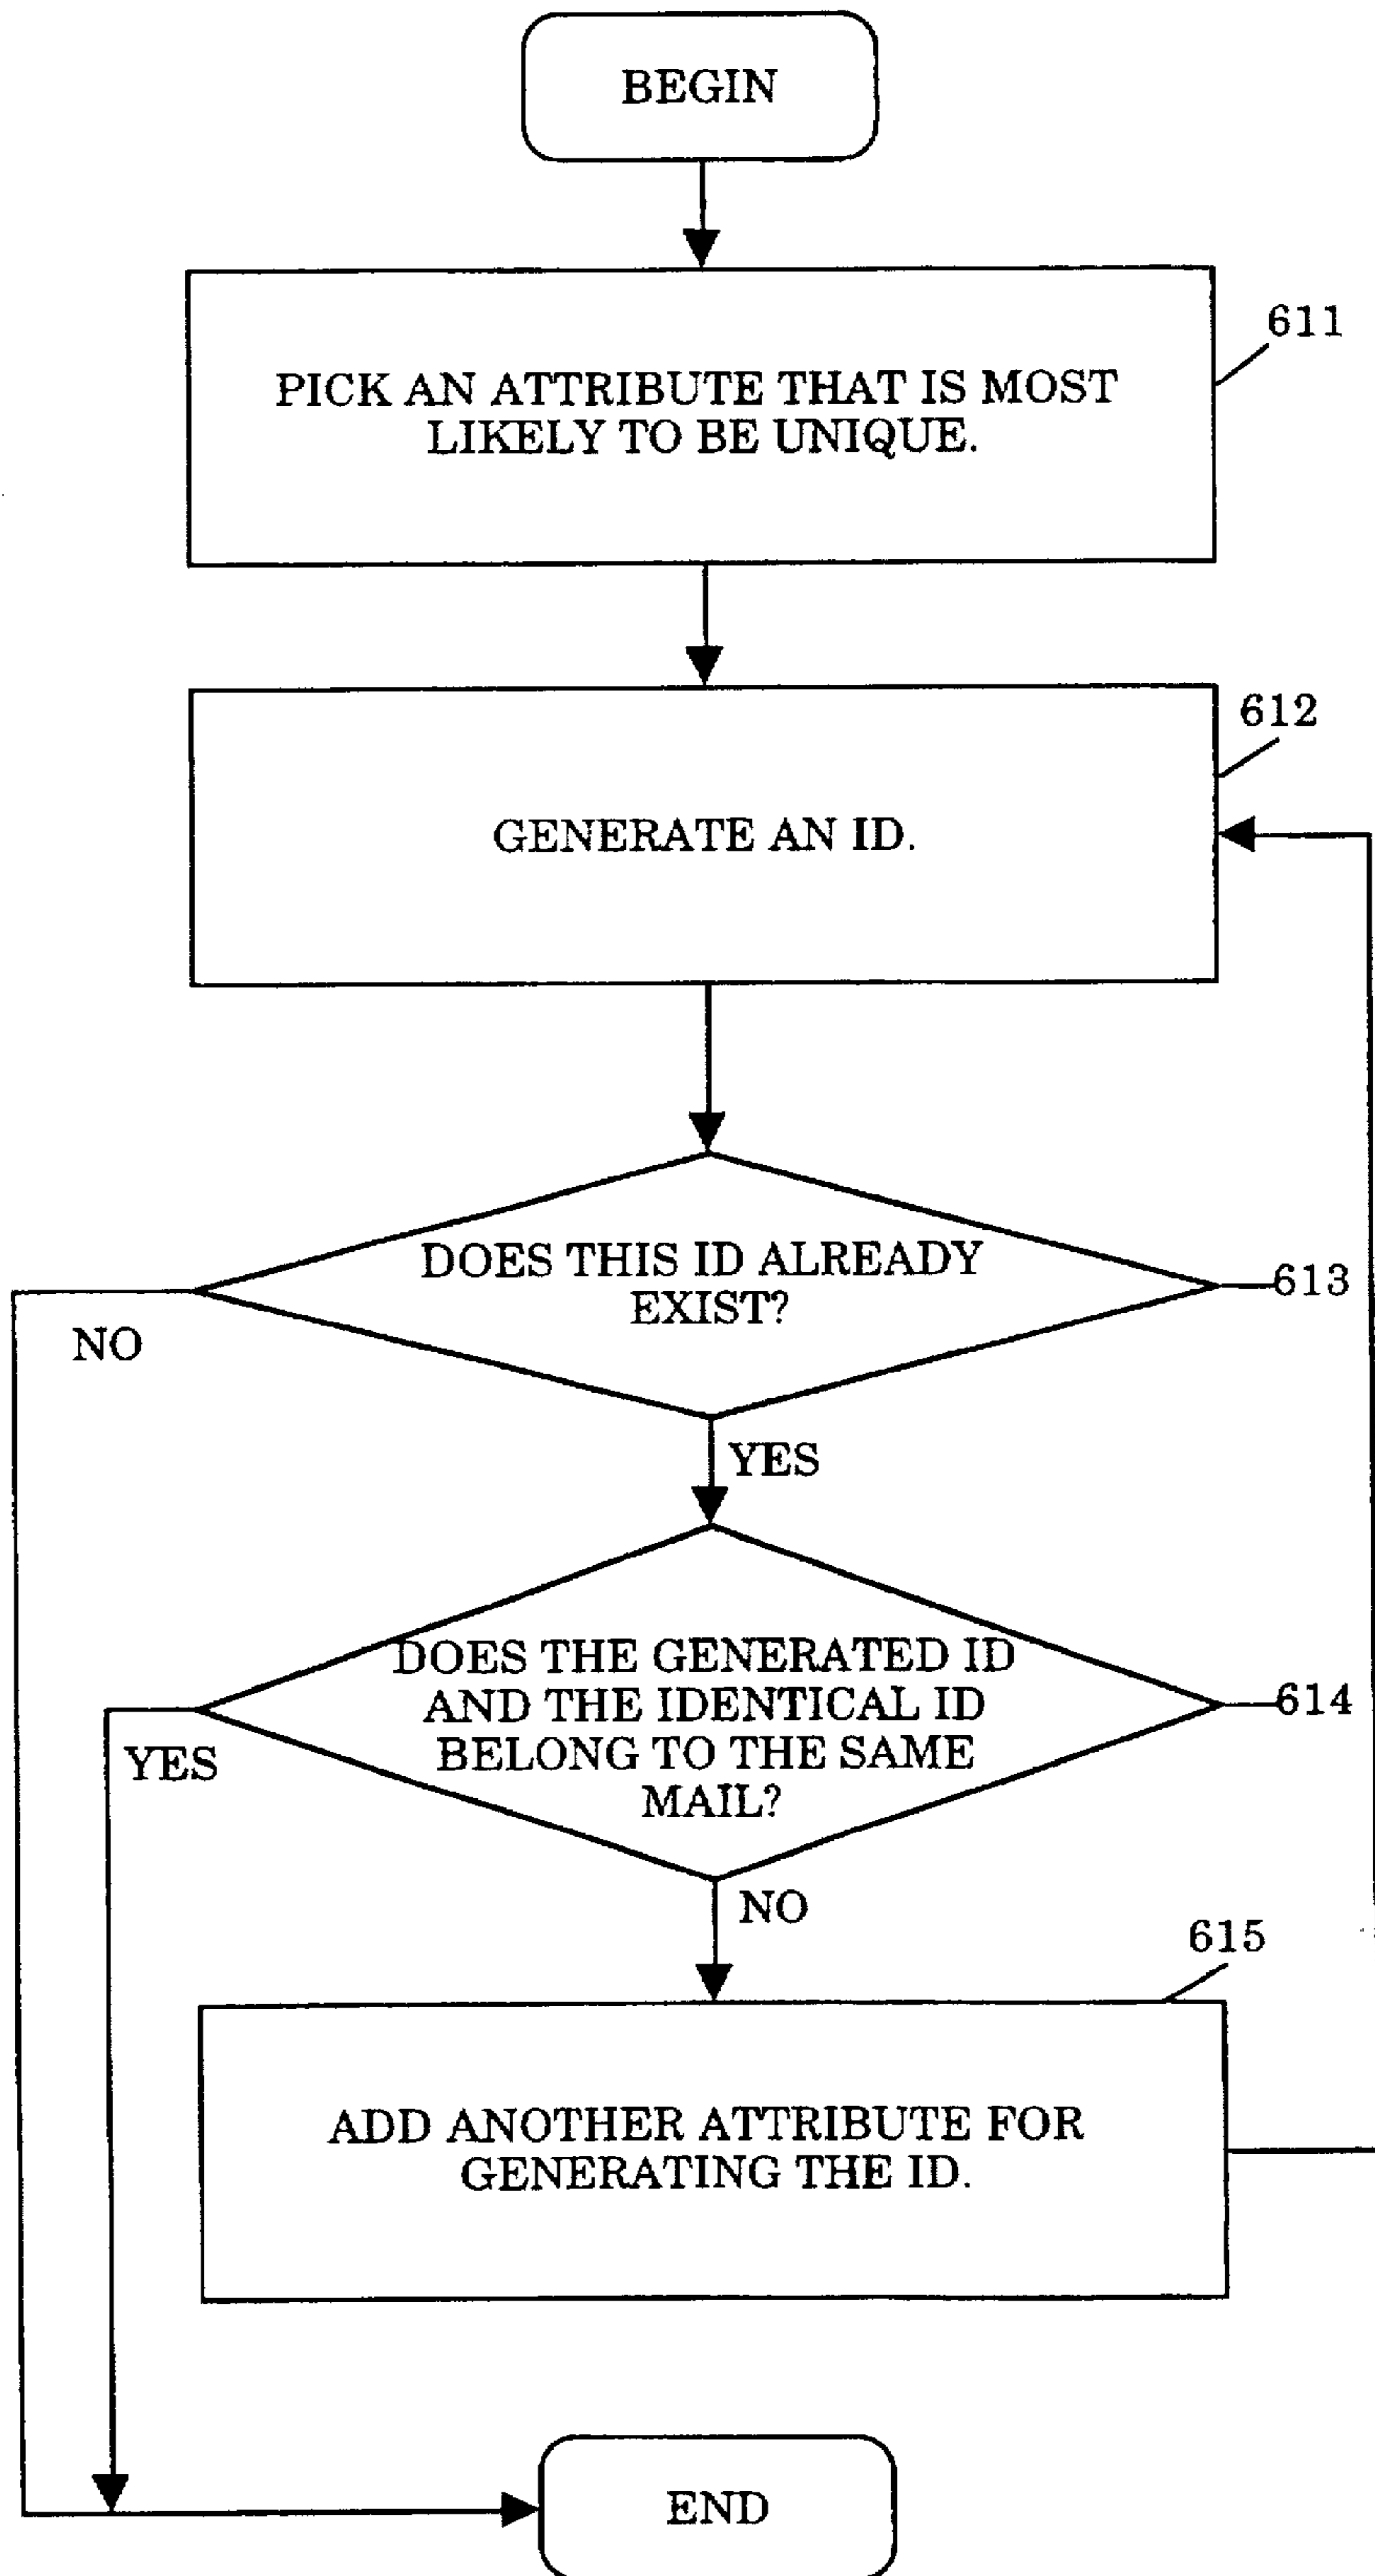 BEGIN
611
PICK AN ATTRIBUTE THAT IS MOST
LIKELY TO BE UNIQUE.
612
GENERATE AN ID.
DOES THIS ID ALREADY
EXIST?
613
NO
YES
DOES THE GENERATED ID
AND THE IDENTICAL ID
BELONG TO THE SAME
MAIL?
614
YES
NO
615
ADD ANOTHER ATTRIBUTE FOR
GENERATING THE ID.
END